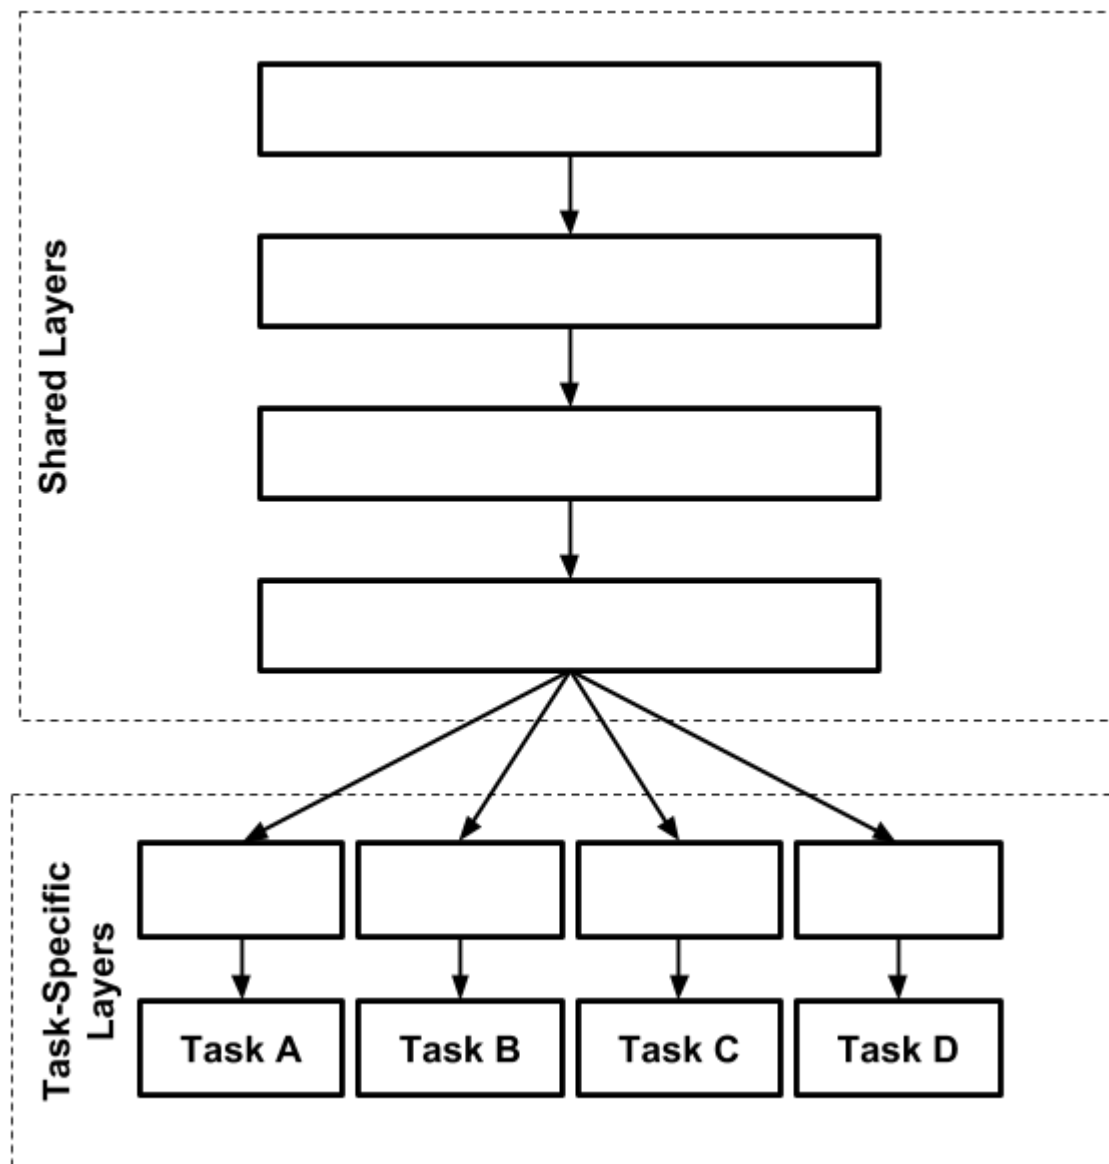 Shared Layers
Task-Specific
Layers
Task A
Task B
Task C
Task D